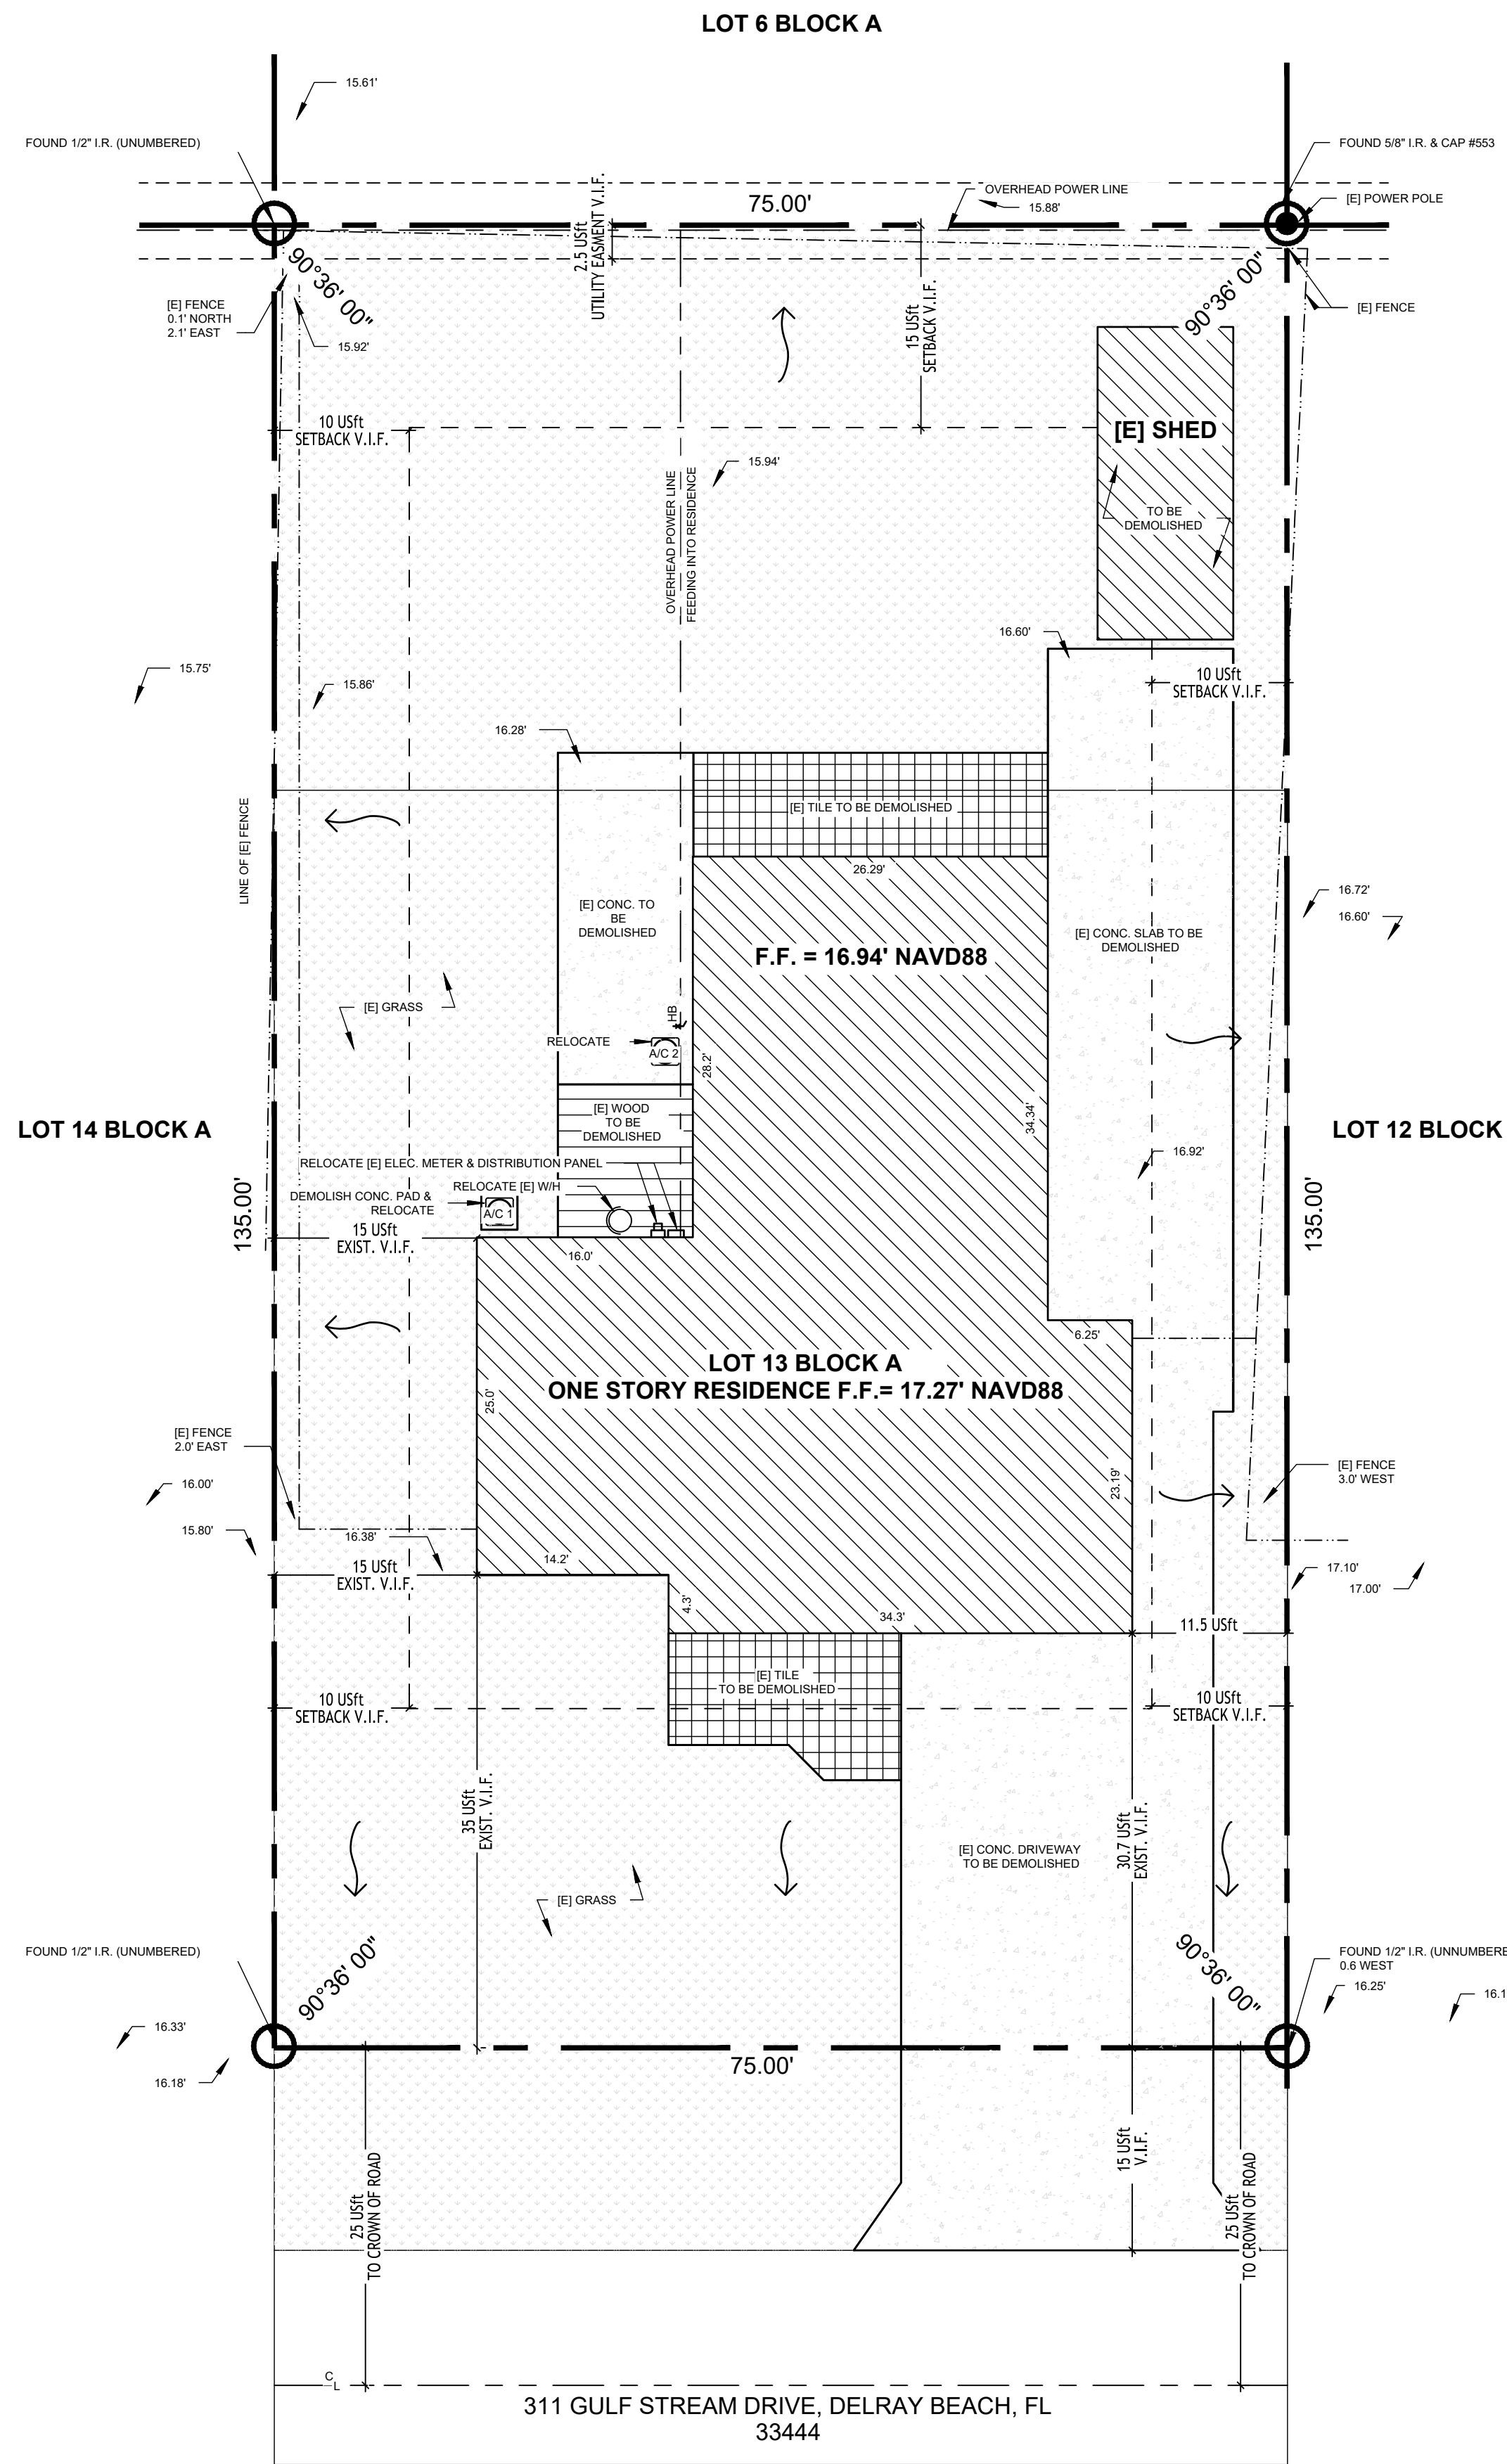 LOT 6 BLOCK A
15.61'
FOUND 1/2" I.R. (UNUMBERED)
FOUND 5/8" I.R. & CAP #553
OVERHEAD POWER LINE
15.88'
[E] POWER POLE
75.00'
2.5 USft
UTILITY EASMENT V.I.F.
90°36' 00"
90°36' 00"
[E] FENCE
0.1' NORTH
2.1' EAST
15.92'
15 USft
SETBACK V.I.F.
[E] FENCE
10 USft
SETBACK V.I.F.
[E] SHED
15.94'
OVERHEAD POWER LINE
FEEDING INTO RESIDENCE
TO BE
DEMOLISHED
16.60'
15.75'
15.86'
10 USft
SETBACK V.I.F.
16.28'
LINE OF [E] FENCE
[E] TILE TO BE DEMOLISHED
26.29'
16.72'
16.60'
[E] CONC. TO
BE
DEMOLISHED
[E] CONC. SLAB TO BE
DEMOLISHED
F.F. = 16.94' NAVD88
[E] GRASS
HB
RELOCATE
A/C 2
28.2'
34.34'
[E] WOOD
TO BE
DEMOLISHED
LOT 14 BLOCK A
LOT 12 BLOCK
16.92'
RELOCATE [E] ELEC. METER & DISTRIBUTION PANEL
RELOCATE [E] W/H
DEMOLISH CONC. PAD &
RELOCATE
A/C 1
135.00'
135.00'
15 USft
EXIST. V.I.F.
16.0'
6.25'
LOT 13 BLOCK A
ONE STORY RESIDENCE F.F.= 17.27' NAVD88
25.0'
[E] FENCE
2.0' EAST
23.19'
[E] FENCE
3.0' WEST
16.00'
15.80'
16.38'
14.2'
15 USft
EXIST. V.I.F.
17.10'
17.00'
4.3'
34.3'
11.5 USft
[E] TILE
TO BE DEMOLISHED
10 USft
SETBACK V.I.F.
10 USft
SETBACK V.I.F.
35 USft
EXIST. V.I.F.
30.7 USft
EXIST. V.I.F.
[E] CONC. DRIVEWAY
TO BE DEMOLISHED
[E] GRASS
FOUND 1/2" I.R. (UNUMBERED)
90°36' 00"
90°36' 00"
FOUND 1/2" I.R. (UNNUMBERE
0.6 WEST
16.25'
16.1
16.33'
16.18'
75.00'
15 USft
V.I.F.
25 USft
TO CROWN OF ROAD
25 USft
TO CROWN OF ROAD
C
L
311 GULF STREAM DRIVE, DELRAY BEACH, FL
33444